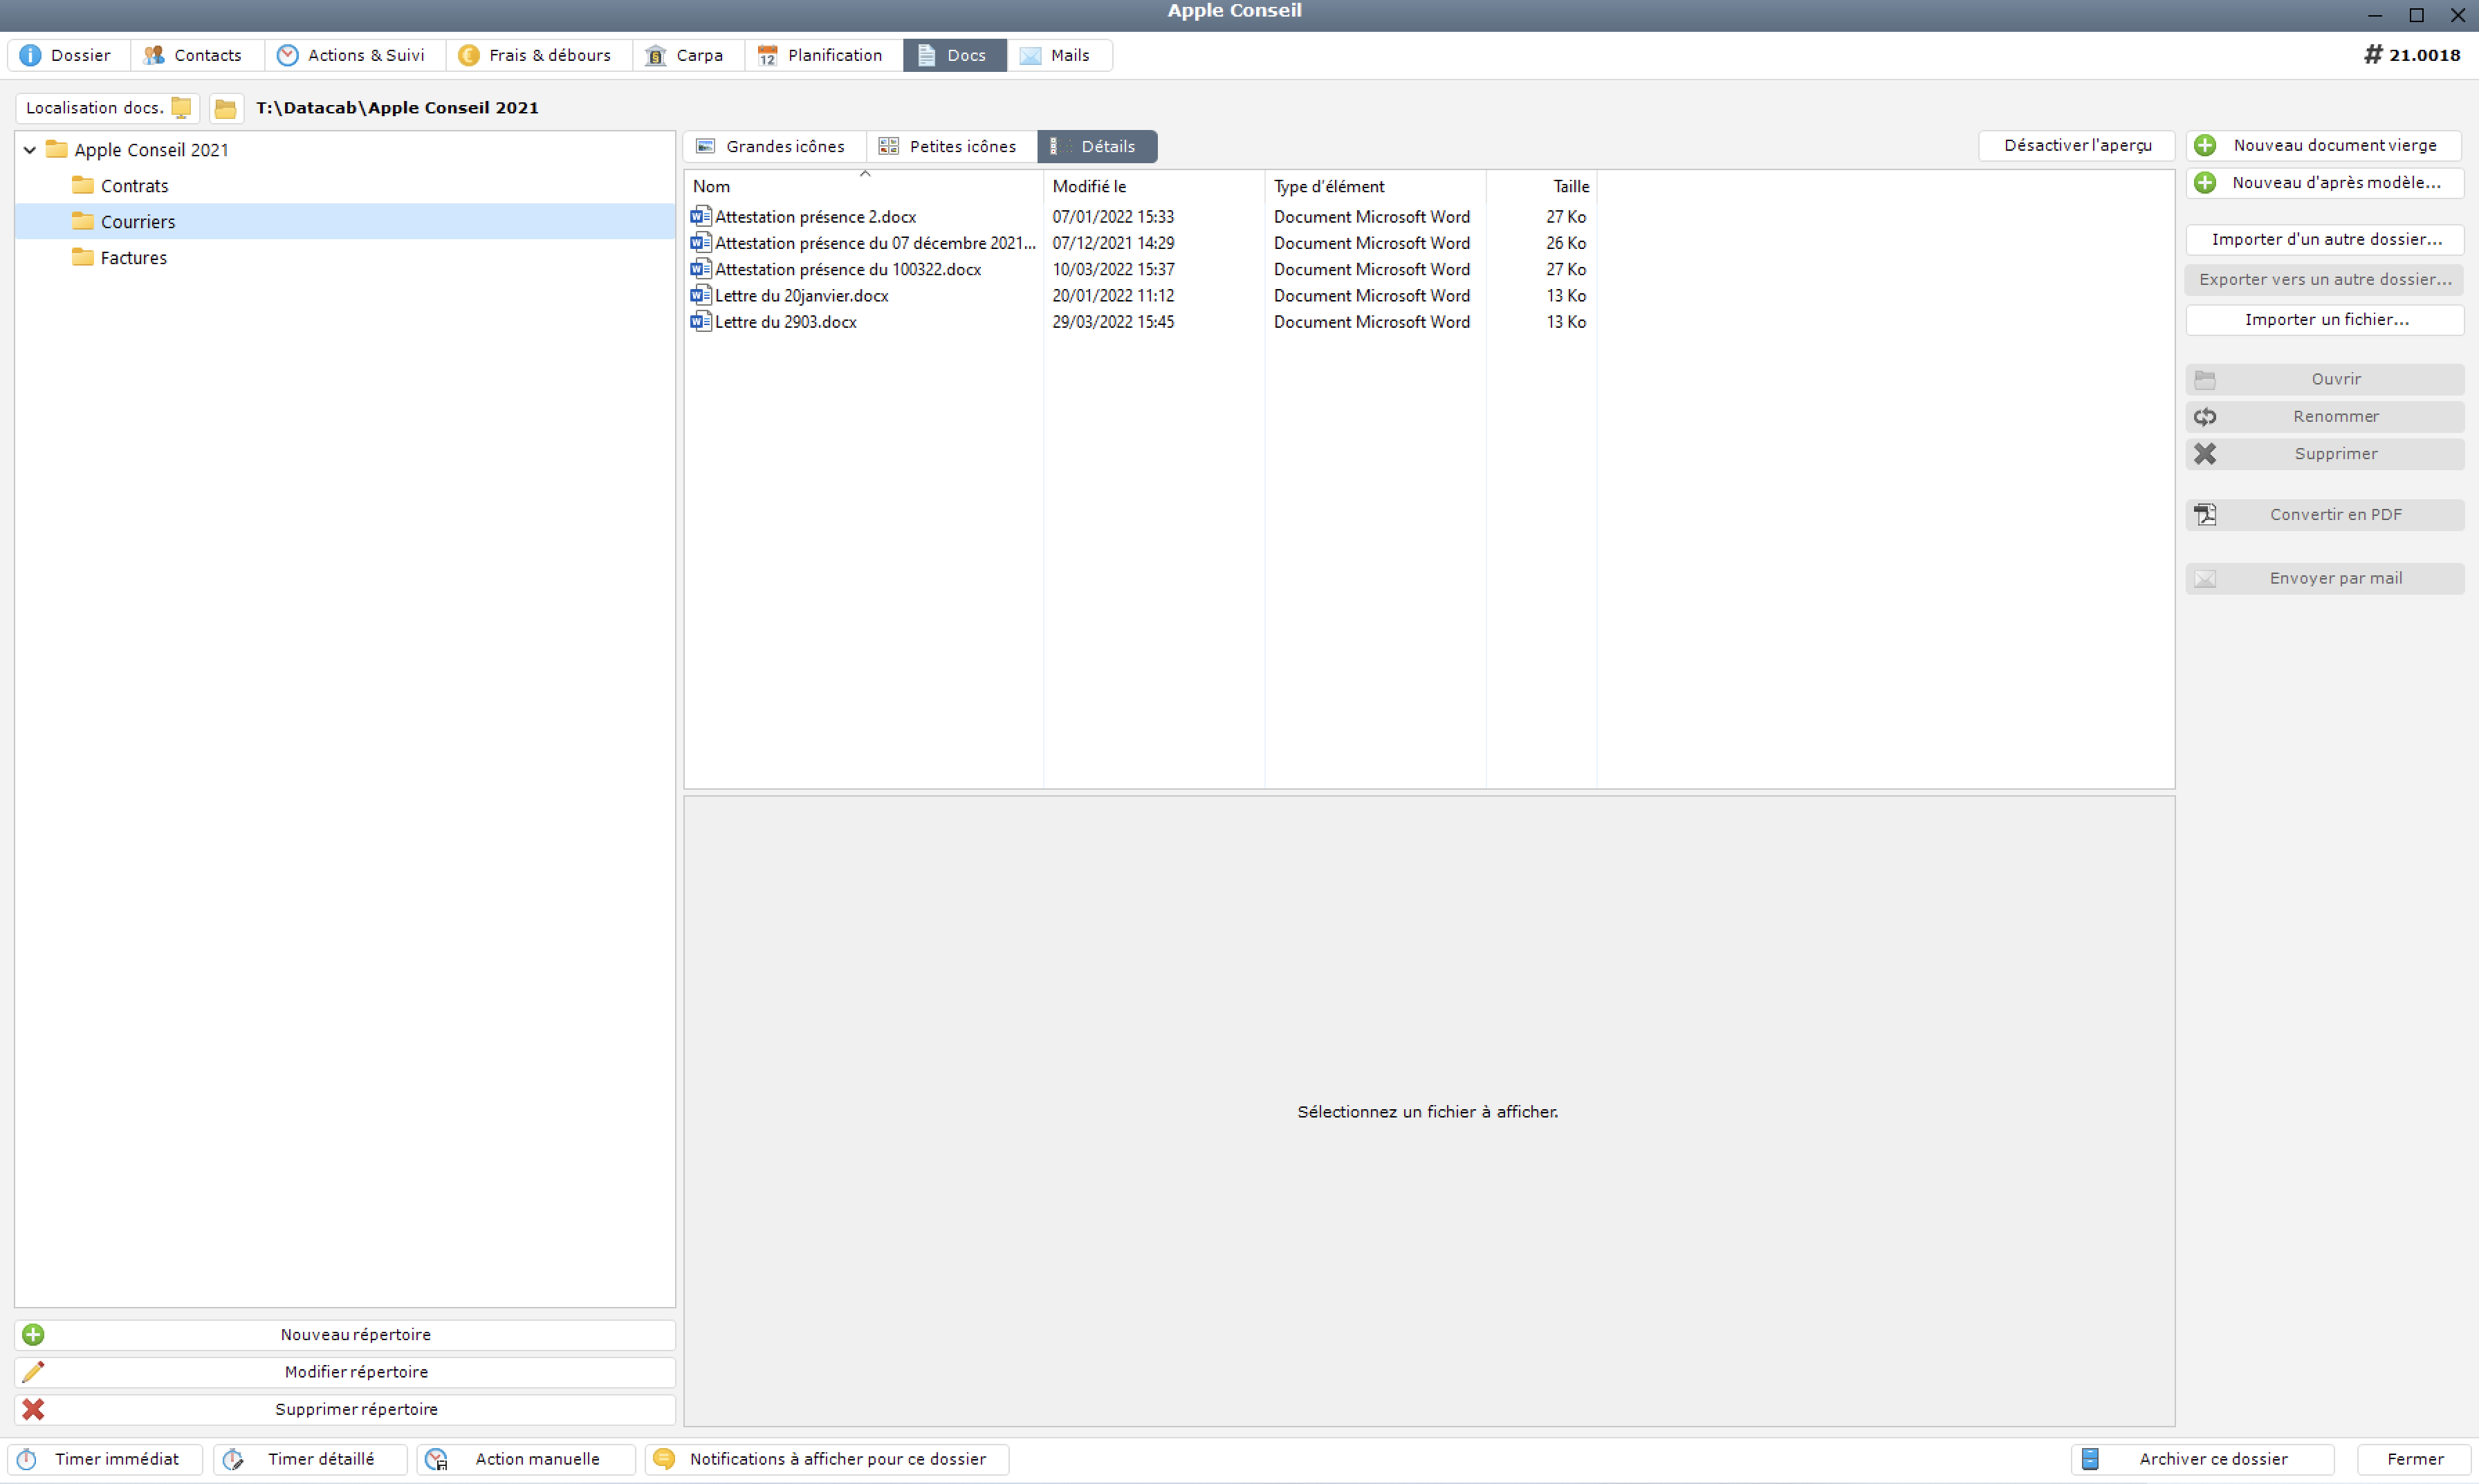 Apple Conseil
Dossier
Contacts
Actions & Suivi
Frais & débours
Carpa
12
Planification
Docs
Mails
# 21.0018
Localisation docs.
T:\Datacab\Apple Conseil 2021
Apple Conseil 2021
Contrats
Courriers
Factures
Grandes icônes
Petites icônes
Détails
Désactiver l'aperçu
Nom
Modifié le
Type d'élément
Taille
Attestation présence 2.docx 07/01/2022 15:33 Document Microsoft Word 27 Ko
Attestation présence du 07 décembre 2021... 07/12/2021 14:29 Document Microsoft Word 26 Ko
Attestation présence du 100322.docx 10/03/2022 15:37 Document Microsoft Word 27 Ko
Lettre du 20janvier.docx 20/01/2022 11:12 Document Microsoft Word 13 Ko
Lettre du 2903.docx 29/03/2022 15:45 Document Microsoft Word 13 Ko
Sélectionnez un fichier à afficher.
Nouveau document vierge
Nouveau d'après modèle...
Importer d'un autre dossier...
Exporter vers un autre dossier...
Importer un fichier...
Ouvrir
Renommer
Supprimer
Convertir en PDF
Envoyer par mail
Nouveau répertoire
Modifier répertoire
Supprimer répertoire
Timer immédiat
Timer détaillé
Action manuelle
Notifications à afficher pour ce dossier
Archiver ce dossier
Fermer